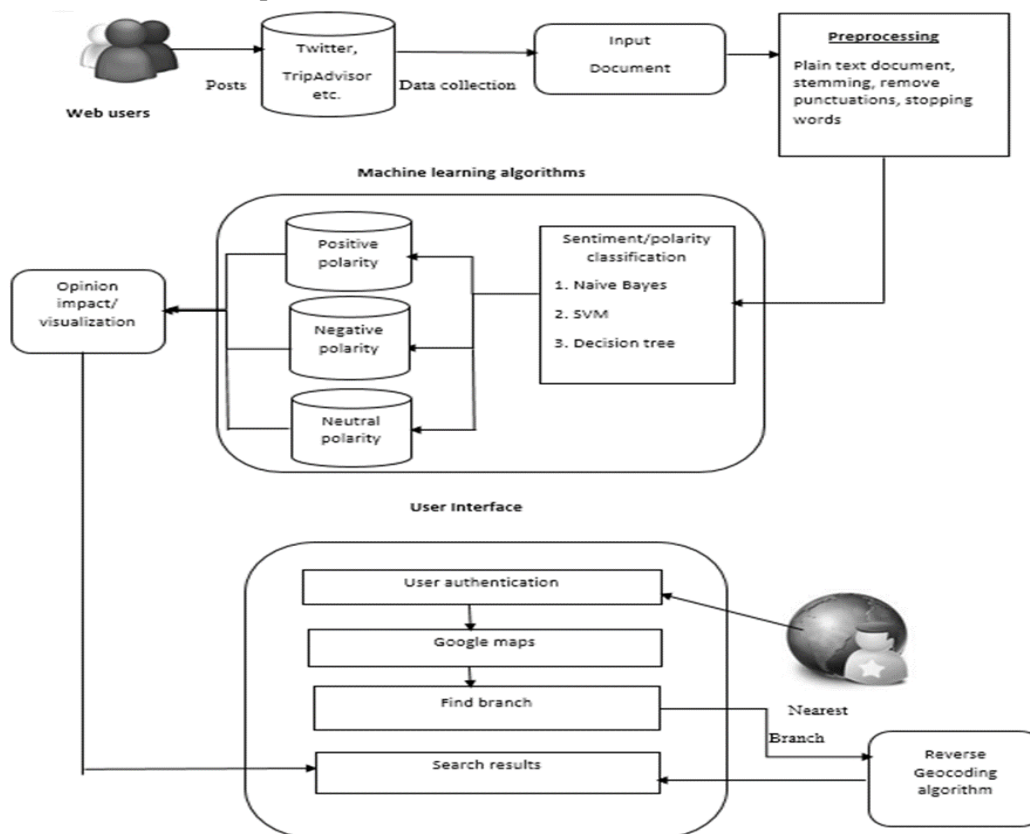 Web users
Posts
Twitter,
TripAdvisor
etc.
Data collection
Input
Document
Preprocessing
Plain text document,
stemming, remove
punctuations, stopping
words
Machine learning algorithms
Sentiment/polarity
classification
1. Naive Bayes
2. SVM
3. Decision tree
Positive
polarity
Negative
polarity
Neutral
polarity
Opinion
impact/
visualization
User Interface
User authentication
Google maps
Find branch
Nearest
Branch
Reverse
Geocoding
algorithm
Search results